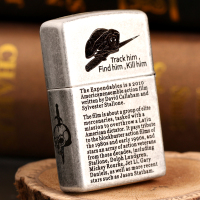 Track him,
Find him , Kill him
The Expendables is a 2010
American ensemble action film
written by David Callaham and
Sylvester Stallone.
The film is about a group of elite
mercenaries, tasked with a
mission to overthrow a Latin
American dictator. It pays tribute
to the blockbuster action films of
the 1980s and early 1990s, and
stars an array of action veterans
from those decades, including
Stallone, Dolph Lundgren,
Mickey Rourke, Jet Li, Gary
Daniels, as well as more recent
stars such as Jason Statham.